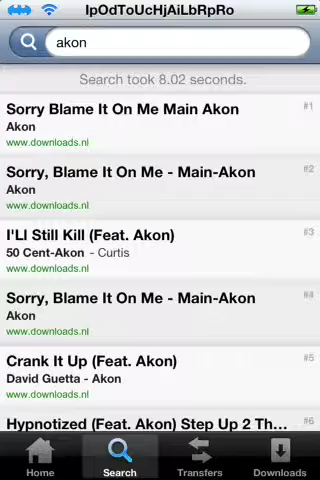 IpOdToUcHjAiLbRpRo
akon
Search took 8.02 seconds.
Sorry Blame It On Me Main Akon #1
Akon
www.downloads.nl
Sorry, Blame It On Me - Main-Akon #2
Akon
www.downloads.nl
I'Ll Still Kill (Feat. Akon) #3
50 Cent-Akon - Curtis
www.downloads.nl
Sorry, Blame It On Me - Main-Akon #4
Akon
www.downloads.nl
Crank It Up (Feat. Akon) #5
David Guetta - Akon
www.downloads.nl
Hypnotized (Feat. Akon) Step Up 2 Th... #6
Home Search Transfers Downloads